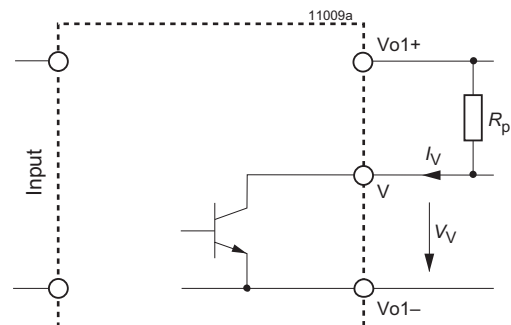 11009a
Vo1+
Rp
Input
IV
V
VV
Vo1–